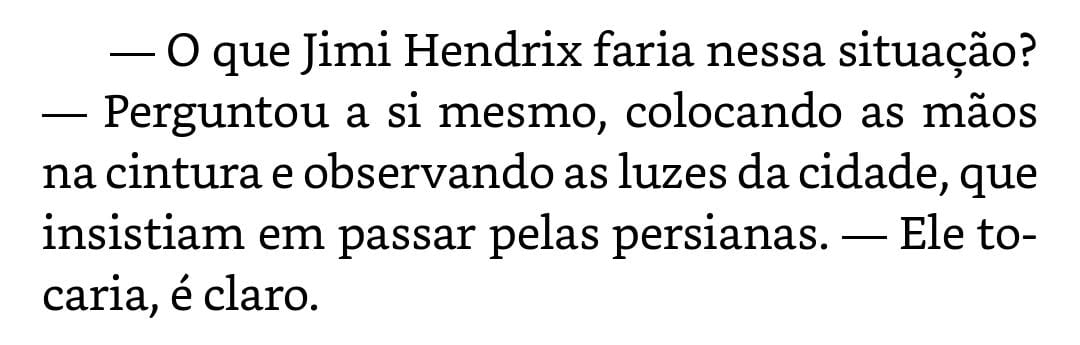 — O que Jimi Hendrix faria nessa situação?
— Perguntou a si mesmo, colocando as mãos
na cintura e observando as luzes da cidade, que
insistiam em passar pelas persianas. — Ele to-
caria, é claro.